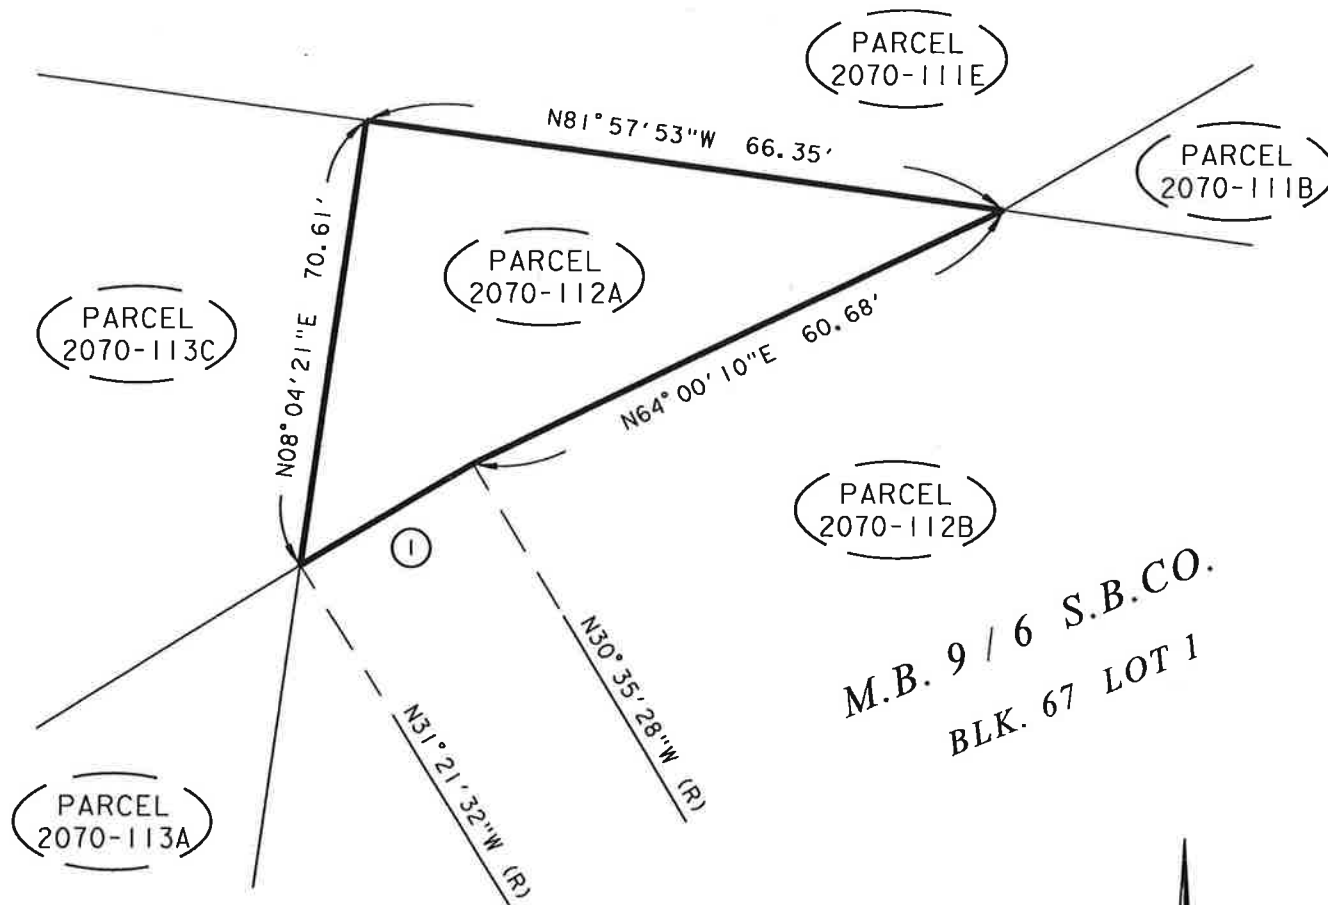 PARCEL
2070-111E
N81°57'53"W 66.35'
PARCEL
2070-111B
N08°04'21"E 70.61'
PARCEL
2070-112A
PARCEL
2070-113C
N64°00'10"E 60.68'
PARCEL
2070-112B
1
M.B. 9 / 6 S.B.CO.
BLK. 67 LOT 1
N30°35'28"W (R)
N31°21'32"W (R)
PARCEL
2070-113A